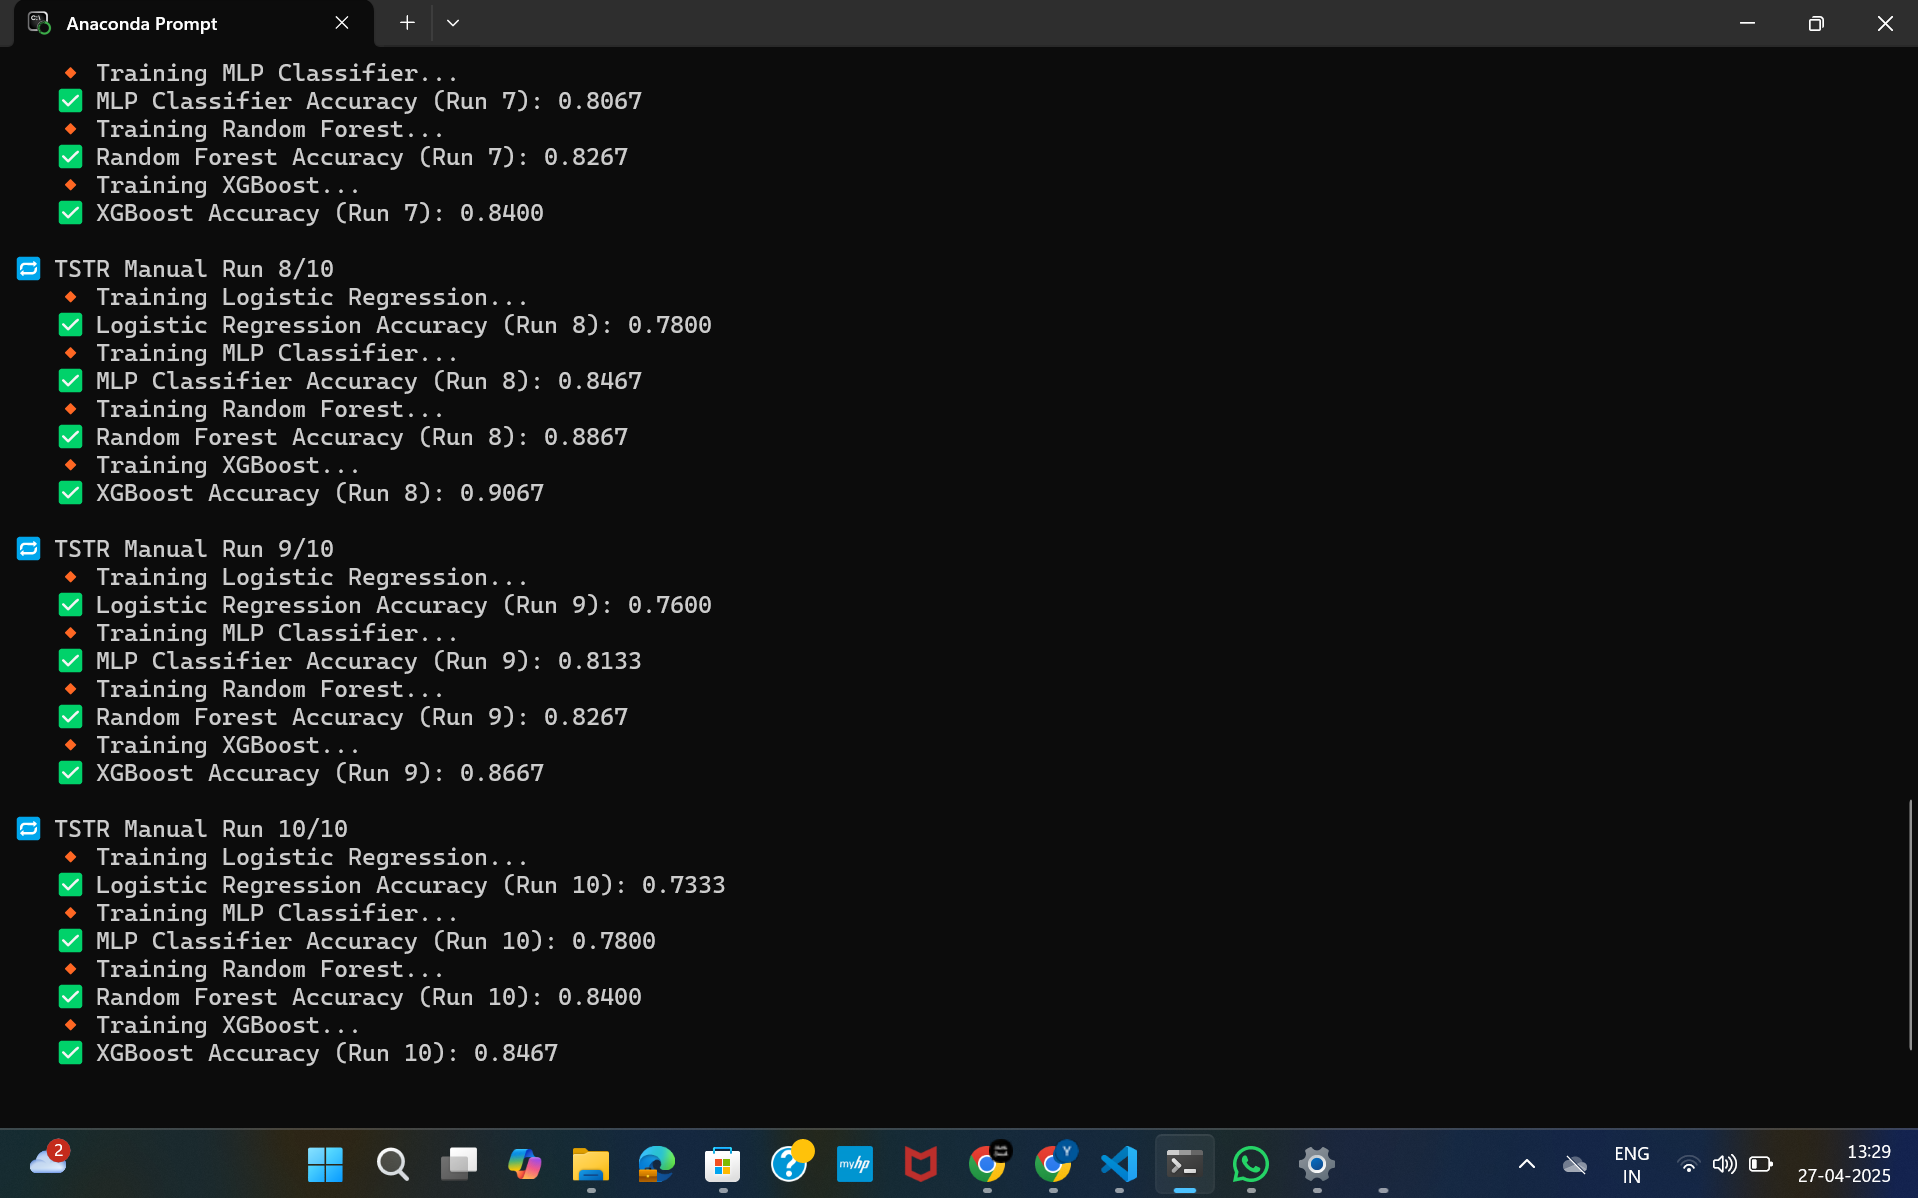 Anaconda Prompt
Training MLP Classifier...
MLP Classifier Accuracy (Run 7): 0.8067
Training Random Forest...
Random Forest Accuracy (Run 7): 0.8267
Training XGBoost...
XGBoost Accuracy (Run 7): 0.8400
TSTR Manual Run 8/10
Training Logistic Regression...
Logistic Regression Accuracy (Run 8): 0.7800
Training MLP Classifier...
MLP Classifier Accuracy (Run 8): 0.8467
Training Random Forest...
Random Forest Accuracy (Run 8): 0.8867
Training XGBoost...
XGBoost Accuracy (Run 8): 0.9067
TSTR Manual Run 9/10
Training Logistic Regression...
Logistic Regression Accuracy (Run 9): 0.7600
Training MLP Classifier...
MLP Classifier Accuracy (Run 9): 0.8133
Training Random Forest...
Random Forest Accuracy (Run 9): 0.8267
Training XGBoost...
XGBoost Accuracy (Run 9): 0.8667
TSTR Manual Run 10/10
Training Logistic Regression...
Logistic Regression Accuracy (Run 10): 0.7333
Training MLP Classifier...
MLP Classifier Accuracy (Run 10): 0.7800
Training Random Forest...
Random Forest Accuracy (Run 10): 0.8400
Training XGBoost...
XGBoost Accuracy (Run 10): 0.8467
2
myhp
Y
ENG
IN
13:29
27-04-2025